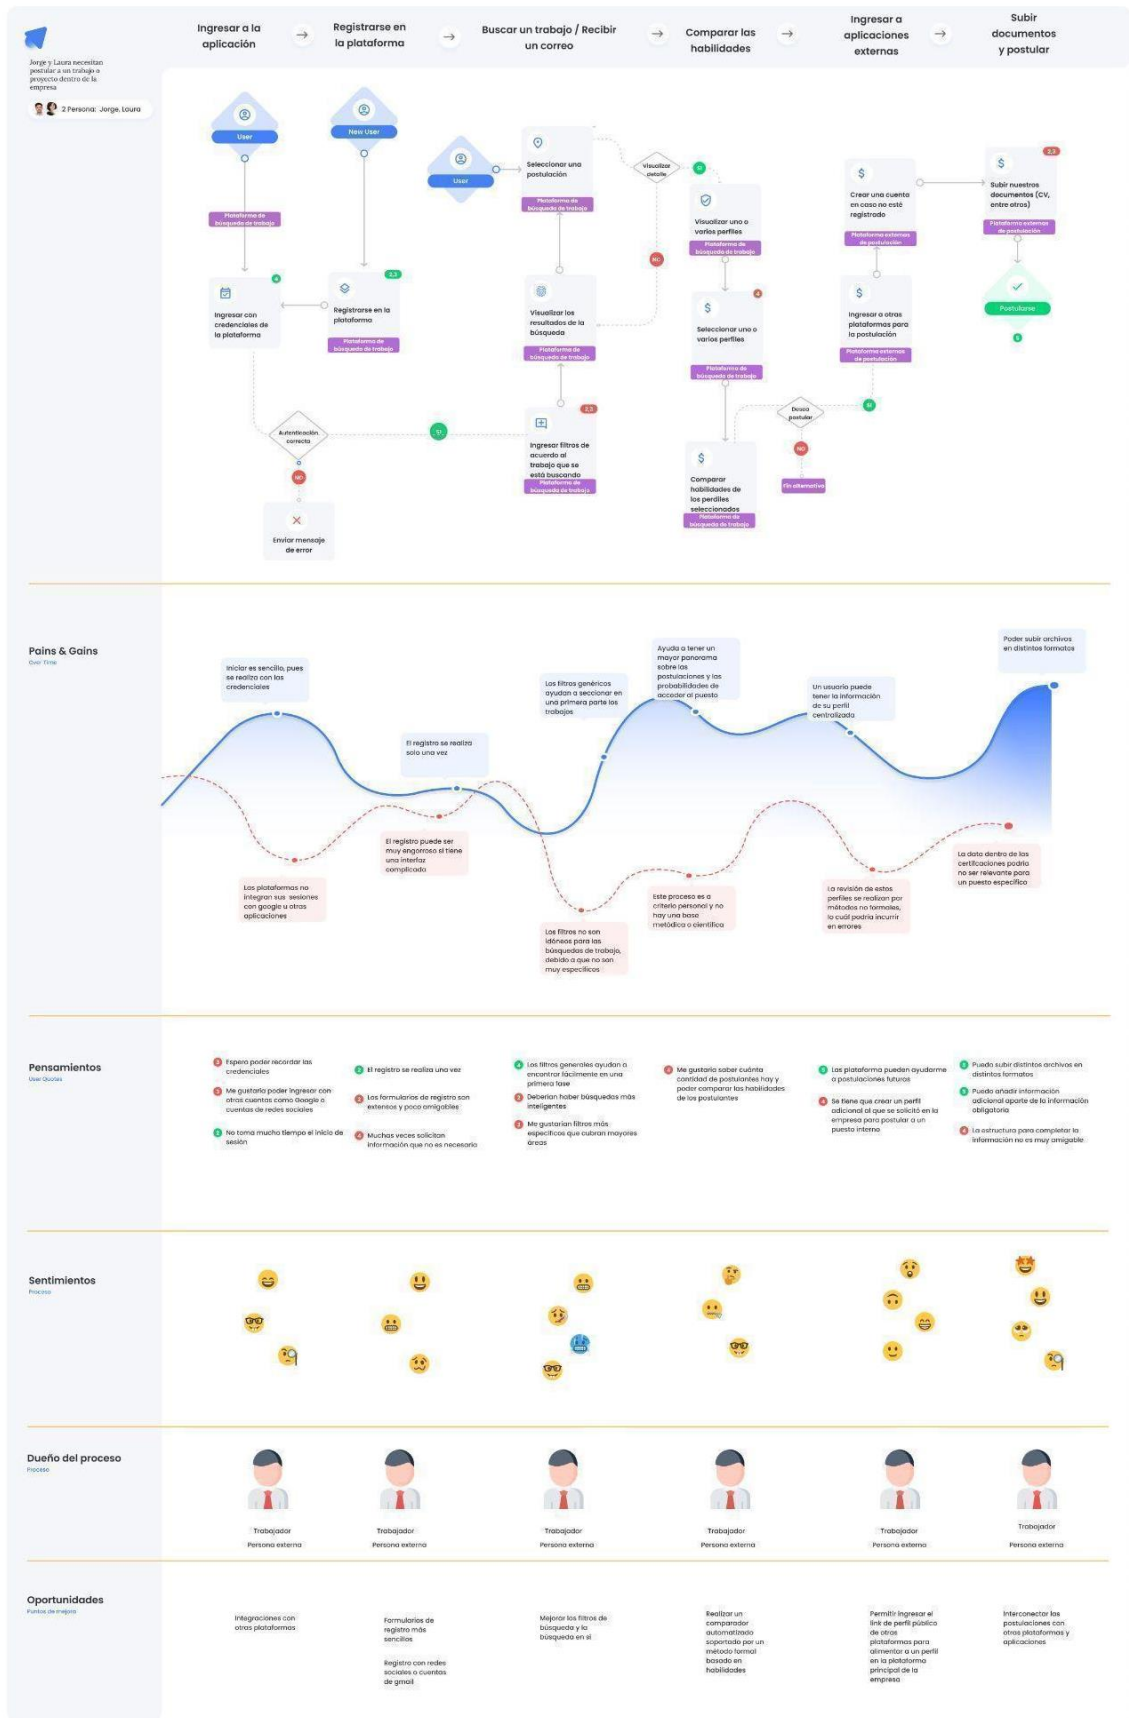 Ingresar a la
aplicación
Registrarse en
la plataforma
Buscar un trabajo / Recibir
un correo
Comparar las
habilidades
Ingresar a
aplicaciones
externas
Subir
documentos
y postular
Jorge y Laura necesitan
postular a un trabajo o
proyecto dentro de la
empresa
2 Persona: Jorge, Laura
User
Plataforma de
búsqueda de trabajo
4
Ingresar con
credenciales de
la plataforma
New User
2,3
Registrarse en la
plataforma
Plataforma de
búsqueda de trabajo
Autenticación
correcta
SI
NO
Enviar mensaje
de error
User
Seleccionar una
postulación
Plataforma de
búsqueda de trabajo
Visualizar los
resultados de la
búsqueda
Plataforma de
búsqueda de trabajo
2,3
Ingresar filtros de
acuerdo al
trabajo que se
está buscando
Plataforma de
búsqueda de trabajo
Visualizar
detalle
SI
NO
Visualizar uno o
varios perfiles
Plataforma de
búsqueda de trabajo
4
Seleccionar uno o
varios perfiles
Plataforma de
búsqueda de trabajo
Comparar
habilidades de
los perdiles
seleccionados
Plataforma de
búsqueda de trabajo
Desea
postular
SI
NO
Fin alternativo
Crear una cuenta
en caso no esté
registrado
Plataforma externas
de postulación
Ingresar a otras
plataformas para
la postulación
Plataforma externas
de postulación
2,3
Subir nuestros
documentos (CV,
entre otros)
Plataforma externas
de postulación
Postularse
5
Pains & Gains
Over Time
Iniciar es sencillo, pues
se realiza con las
credenciales
El registro se realiza
solo una vez
Los filtros genéricos
ayudan a seccionar en
una primera parte los
trabajos
Ayuda a tener un
mayor panorama
sobre las
postulaciones y las
probabilidades de
acceder al puesto
Un usuario puede
tener la información
de su perfil
centralizada
Poder subir archivos
en distintos formatos
Las plataformas no
integran sus sesiones
con google u otras
aplicaciones
El registro puede ser
muy engorroso si tiene
una interfaz
complicada
Los filtros no son
idóneos para las
búsquedas de trabajo,
debido a que no son
muy específicos
Este proceso es a
criterio personal y no
hay una base
metódica o científica
La revisión de estos
perfiles se realizan por
métodos no formales,
lo cuál podría incurrir
en errores
La data dentro de las
certifcaciones podría
no ser relevante para
un puesto específico
Pensamientos
User Quotes
Espero poder recordar las
credenciales
Me gustaría poder ingresar con
otras cuentas como Google o
cuentas de redes sociales
No toma mucho tiempo el inicio de
sesión
El registro se realiza una vez
Los formularios de registro son
extensos y poco amigables
Muchas veces solicitan
información que no es necesaria
Los filtros generales ayudan a
encontrar fácilmente en una
primera fase
Deberían haber búsquedas más
inteligentes
Me gustarían filtros más
específicos que cubran mayores
áreas
Me gustaría saber cuánta
cantidad de postulantes hay y
poder comparar las habilidades
de los postulantes
Las plataforma pueden ayudarme
a postulaciones futuras
Se tiene que crear un perfil
adicional al que se solicitó en la
empresa para postular a un
puesto interno
Puedo subir distintos archivos en
distintos formatos
Puedo añadir información
adicional aparte de la información
obligatoria
La estructura para completar la
información no es muy amigable
Sentimientos
Proceso
Dueño del proceso
Proceso
Trabajador
Persona externa
Trabajador
Persona externa
Trabajador
Persona externa
Trabajador
Persona externa
Trabajador
Persona externa
Trabajador
Persona externa
Oportunidades
Puntos de mejora
Integraciones con
otras plataformas
Formularios de
registro más
sencillos
Registro con redes
sociales o cuentas
de gmail
Mejorar los filtros de
búsqueda y la
búsqueda en sí
Realizar un
comparador
automatizado
soportado por un
método formal
basado en
habilidades
Permitir ingresar el
link de perfil público
de otras
plataformas para
alimentar a un perfil
en la plataforma
principal de la
empresa
Interconectar las
postulaciones con
otras plataformas y
aplicaciones